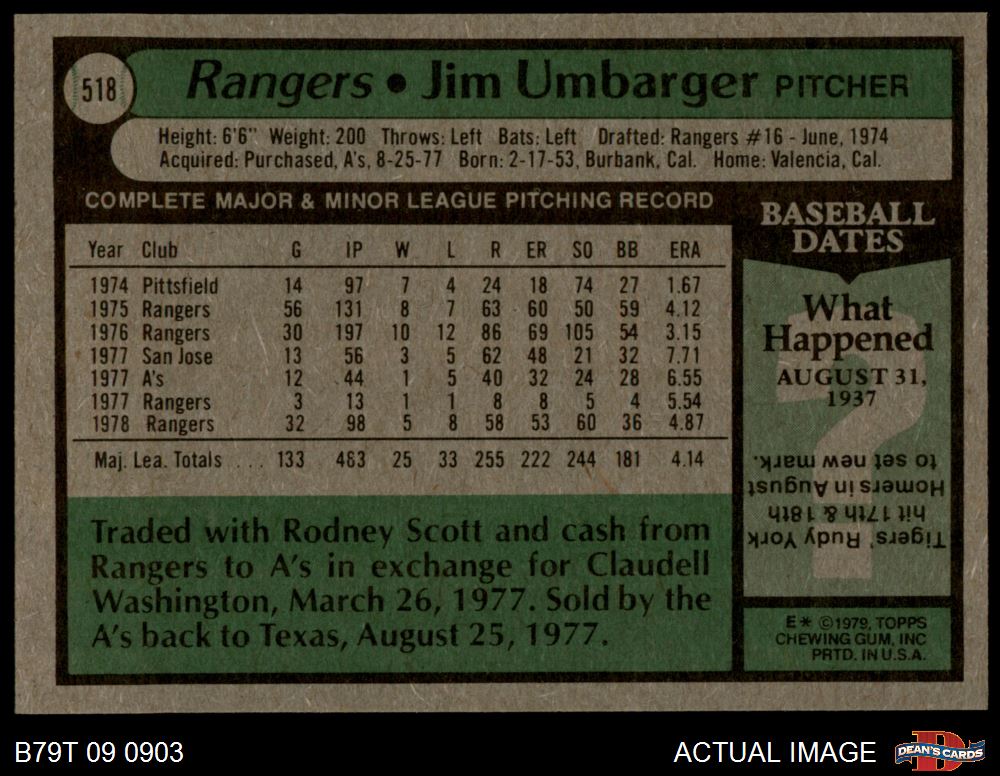 518
Rangers • Jim Umbarger PITCHER
Height: 6'6" Weight: 200 Throws: Left Bats: Left Drafted: Rangers #16 - June, 1974
Acquired: Purchased, A's, 8-25-77 Born: 2-17-53, Burbank, Cal. Home: Valencia, Cal.
COMPLETE MAJOR & MINOR LEAGUE PITCHING RECORD
Year Club G IP W L R ER SO BB ERA
1974 Pittsfield 14 97 7 4 24 18 74 27 1.67
1975 Rangers 56 131 8 7 63 60 50 59 4.12
1976 Rangers 30 197 10 12 86 69 105 54 3.15
1977 San Jose 13 56 3 5 62 48 21 32 7.71
1977 A's 12 44 1 5 40 32 24 28 6.55
1977 Rangers 3 13 1 1 8 8 5 4 5.54
1978 Rangers 32 98 5 8 58 53 60 36 4.87
Maj. Lea. Totals . . . 133 483 25 33 255 222 244 181 4.14
Traded with Rodney Scott and cash from
Rangers to A's in exchange for Claudell
Washington, March 26, 1977. Sold by the
A's back to Texas, August 25, 1977.
BASEBALL
DATES
What
Happened
AUGUST 31,
1937
Tigers' Rudy York
hit 17th & 18th
Homers in August
to set new mark.
E* ©1979, TOPPS
CHEWING GUM, INC
PRTD. IN U.S.A.
B79T 09 0903
ACTUAL IMAGE
DEAN'S CARDS